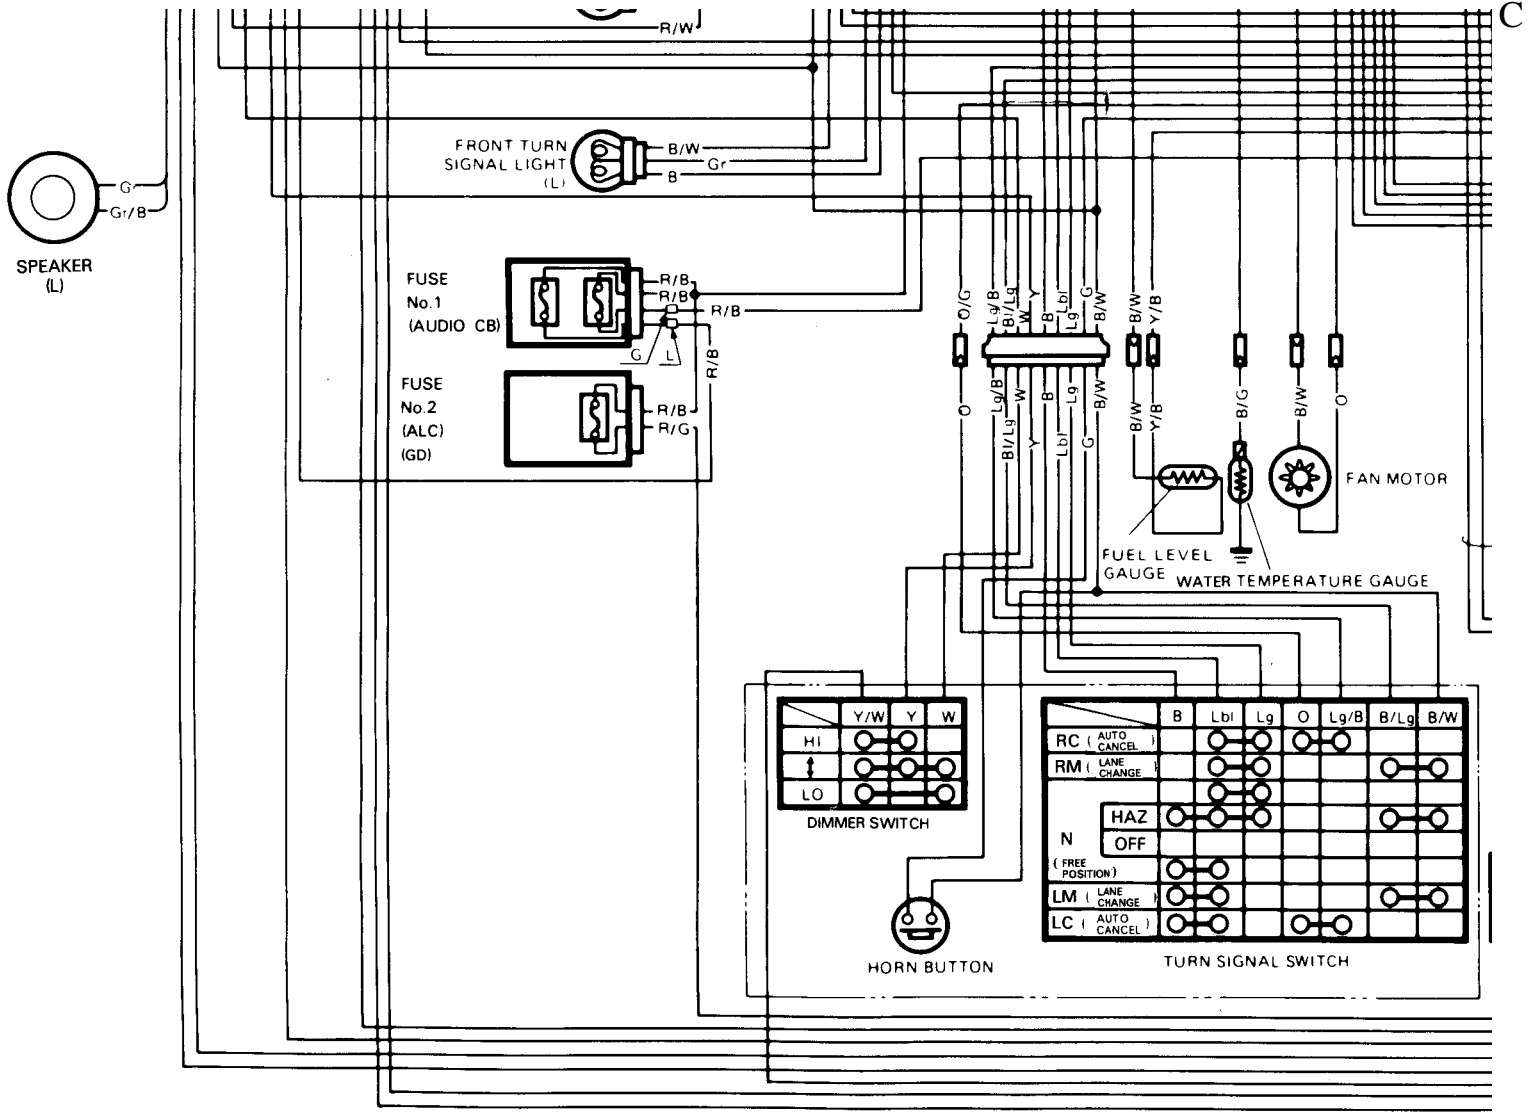 C
R/W
FRONT TURN
SIGNAL LIGHT
(L)
B/W
Gr
B
G
Gr/B
SPEAKER
(L)
FUSE
No.1
(AUDIO CB)
R/B
R/B
R/B
G
L
R/B
FUSE
No.2
(ALC)
(GD)
R/B
R/G
O/G
Lg/B
Bl/Lg
W
Y
B
Lbl
Lg
G
B/W
B/W
Y/B
O
Lg/B
Bl/Lg
W
Y
B
Lbl
Lg
G
B/W
B/W
Y/B
B/G
B/W
O
FAN MOTOR
FUEL LEVEL
GAUGE
WATER TEMPERATURE GAUGE
Y/W Y W
HI
LO
DIMMER SWITCH
HORN BUTTON
B Lbl Lg O Lg/B B/Lg B/W
RC ( AUTO
CANCEL )
RM ( LANE
CHANGE )
HAZ
N
OFF
( FREE
POSITION )
LM ( LANE
CHANGE )
LC ( AUTO
CANCEL )
TURN SIGNAL SWITCH